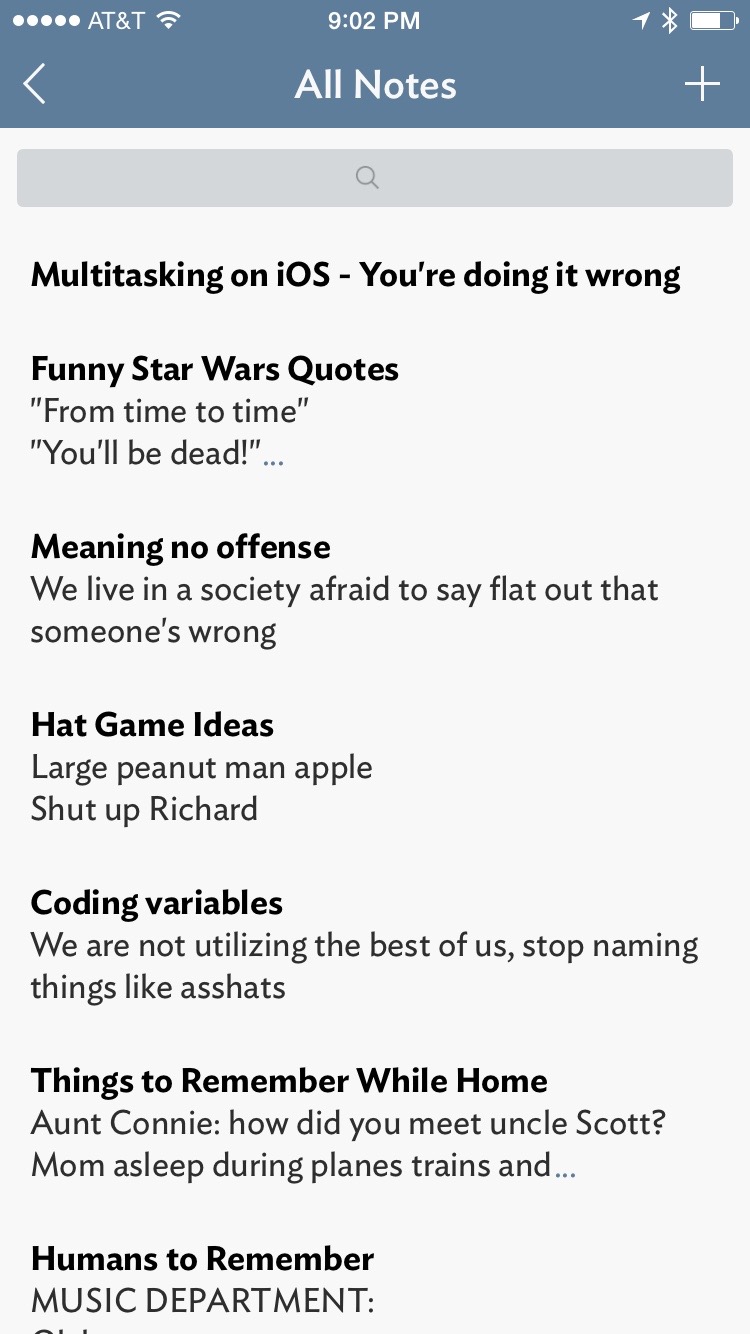 AT&T 9:02 PM
All Notes
Multitasking on iOS - You're doing it wrong
Funny Star Wars Quotes
"From time to time"
"You'll be dead!"...
Meaning no offense
We live in a society afraid to say flat out that
someone's wrong
Hat Game Ideas
Large peanut man apple
Shut up Richard
Coding variables
We are not utilizing the best of us, stop naming
things like asshats
Things to Remember While Home
Aunt Connie: how did you meet uncle Scott?
Mom asleep during planes trains and...
Humans to Remember
MUSIC DEPARTMENT: